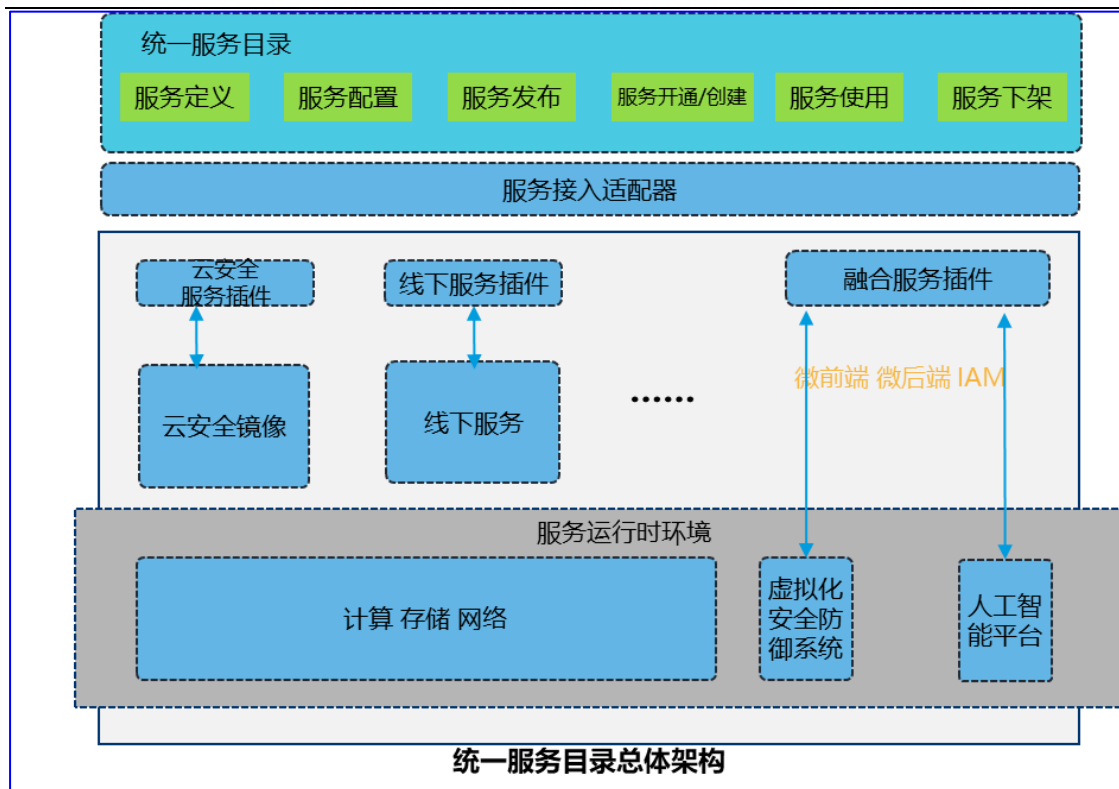 统一服务目录
服务定义
服务配置
服务发布
服务开通/创建
服务使用
服务下架
服务接入适配器
云安全
服务插件
线下服务插件
融合服务插件
微前端 微后端 IAM
云安全镜像
线下服务
......
服务运行时环境
计算 存储 网络
虚拟化
安全防
御系统
人工智
能平台
统一服务目录总体架构